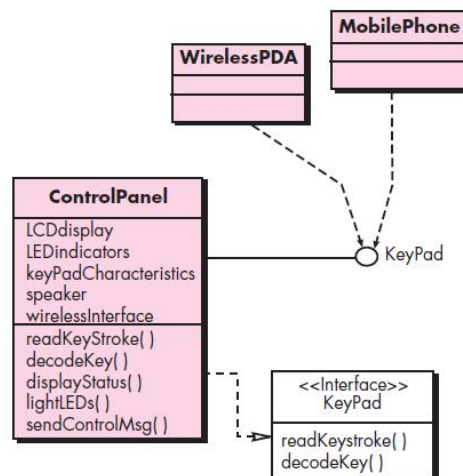 MobilePhone
WirelessPDA
ControlPanel
LCDdisplay
LEDindicators
keyPadCharacteristics
speaker
wirelessInterface
readKeyStroke( )
decodeKey( )
displayStatus( )
lightLEDs( )
sendControlMsg( )
KeyPad
<<Interface>>
KeyPad
readKeystroke( )
decodeKey( )